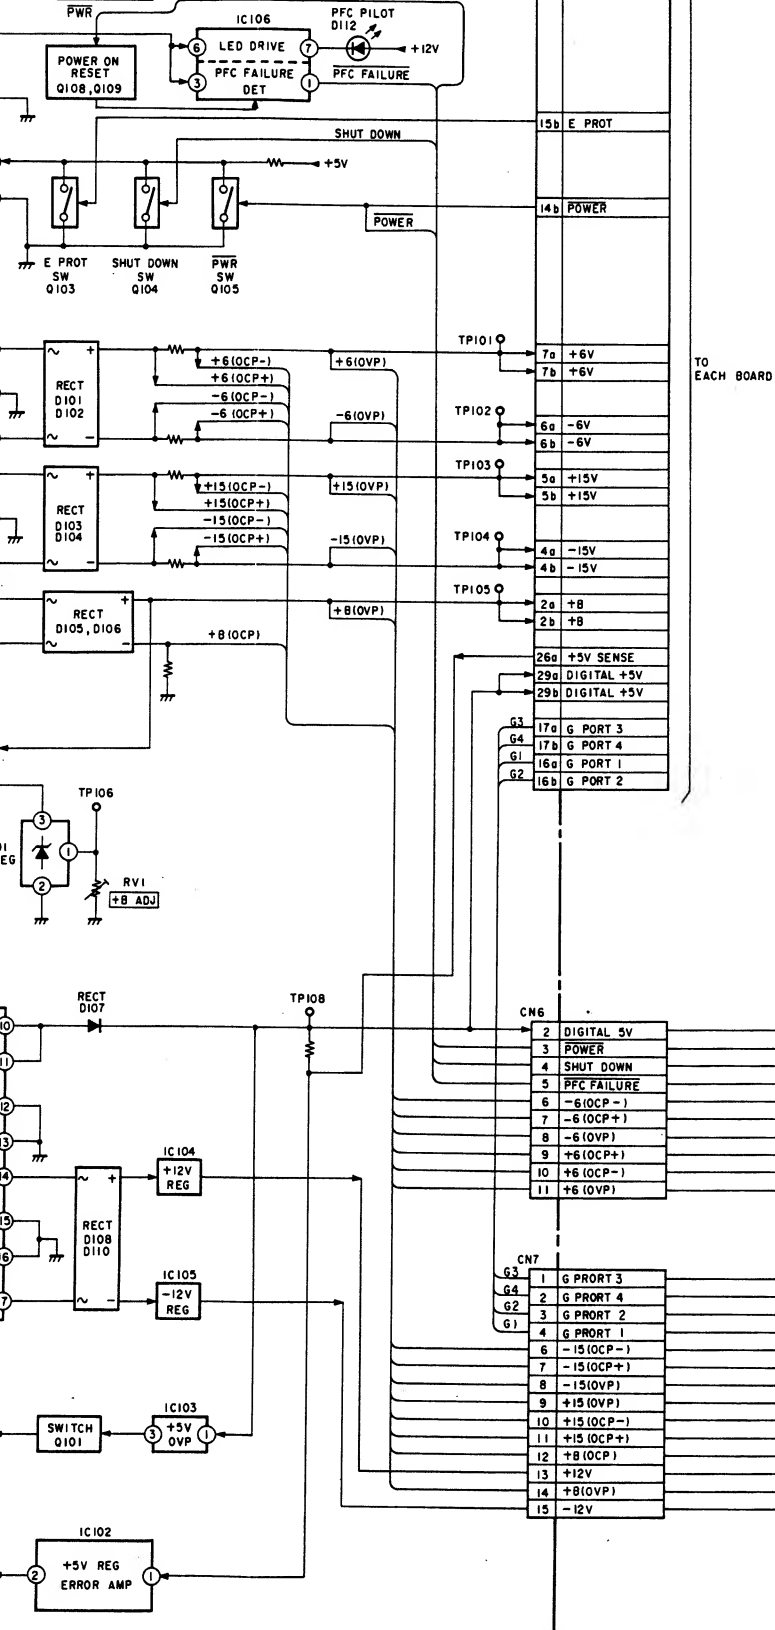 PWR
IC106
PFC PILOT
D112
6 LED DRIVE 7
+12V
POWER ON
RESET
Q108, Q109
3 PFC FAILURE 1
DET
PFC FAILURE
15b E PROT
SHUT DOWN
+5V
14b POWER
POWER
E PROT
SW
Q103
SHUT DOWN
SW
Q104
PWR
SW
Q105
TO
EACH BOARD
TP101
7a +6V
7b +6V
RECT
D101
D102
~ +
~ −
+6(OCP-)
+6(OCP+)
-6(OCP-)
-6(OCP+)
+6(OVP)
-6(OVP)
TP102
6a -6V
6b -6V
TP103
5a +15V
5b +15V
RECT
D103
D104
~ +
~ −
+15(OCP-)
+15(OCP+)
-15(OCP-)
-15(OCP+)
+15(OVP)
-15(OVP)
TP104
4a -15V
4b -15V
TP105
2a +B
2b +B
RECT
D105, D106
~ +
~ −
+B(OCP)
+B(OVP)
26a +5V SENSE
29a DIGITAL +5V
29b DIGITAL +5V
G3 17a G PORT 3
G4 17b G PORT 4
G1 16a G PORT 1
G2 16b G PORT 2
TP106
3
1
2
EG
RV1
+B ADJ
RECT
D107
TP108
10
11
12
13
14
15
16
7
CN6
2 DIGITAL 5V
3 POWER
4 SHUT DOWN
5 PFC FAILURE
6 -6(OCP-)
7 -6(OCP+)
8 -6(OVP)
9 +6(OCP+)
10 +6(OCP-)
11 +6(OVP)
IC104
+12V
REG
RECT
D108
D110
~ +
~ −
IC105
-12V
REG
CN7
G3 1 G PRORT 3
G4 2 G PRORT 4
G2 3 G PRORT 2
G1 4 G PRORT 1
6 -15(OCP-)
7 -15(OCP+)
8 -15(OVP)
9 +15(OVP)
10 +15(OCP-)
11 +15(OCP+)
12 +B(OCP)
13 +12V
14 +B(OVP)
15 -12V
SWITCH
Q101
IC103
3 +5V 1
OVP
IC102
2 +5V REG 1
ERROR AMP